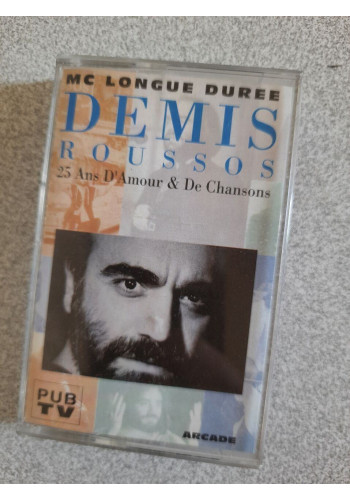 MC LONGUE DUREE
DEMIS
ROUSSOS
25 Ans D'Amour & De Chansons
PUB
TV
ARCADE